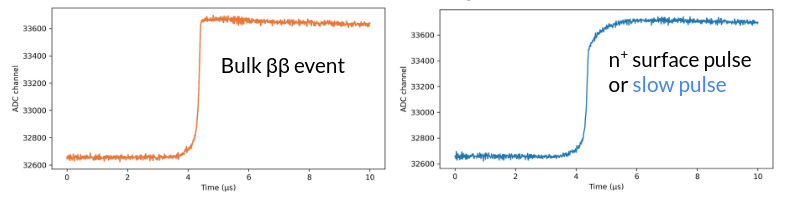 33600
33400
33200
33000
32800
32600
ADC channel
Bulk ββ event
0 2 4 6 8 10
Time (μs)
33600
33400
33200
33000
32800
32600
ADC channel
n⁺ surface pulse
or slow pulse
0 2 4 6 8 10
Time (μs)